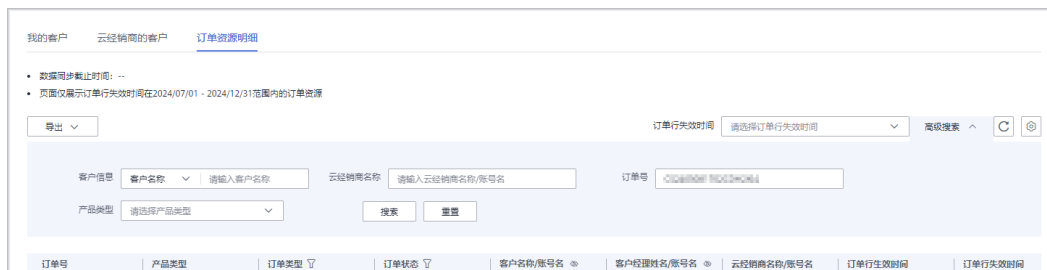 我的客户 云经销商的客户 订单资源明细
数据同步截止时间：--
页面仅展示订单行失效时间在2024/07/01 - 2024/12/31范围内的订单资源
导出 订单行失效时间 请选择订单行失效时间 高级搜索
客户信息 客户名称 请输入客户名称 云经销商名称 请输入云经销商名称/账号名 订单号
产品类型 请选择产品类型 搜索 重置
订单号 产品类型 订单类型 订单状态 客户名称/账号名 客户经理姓名/账号名 云经销商名称/账号名 订单行生效时间 订单行失效时间